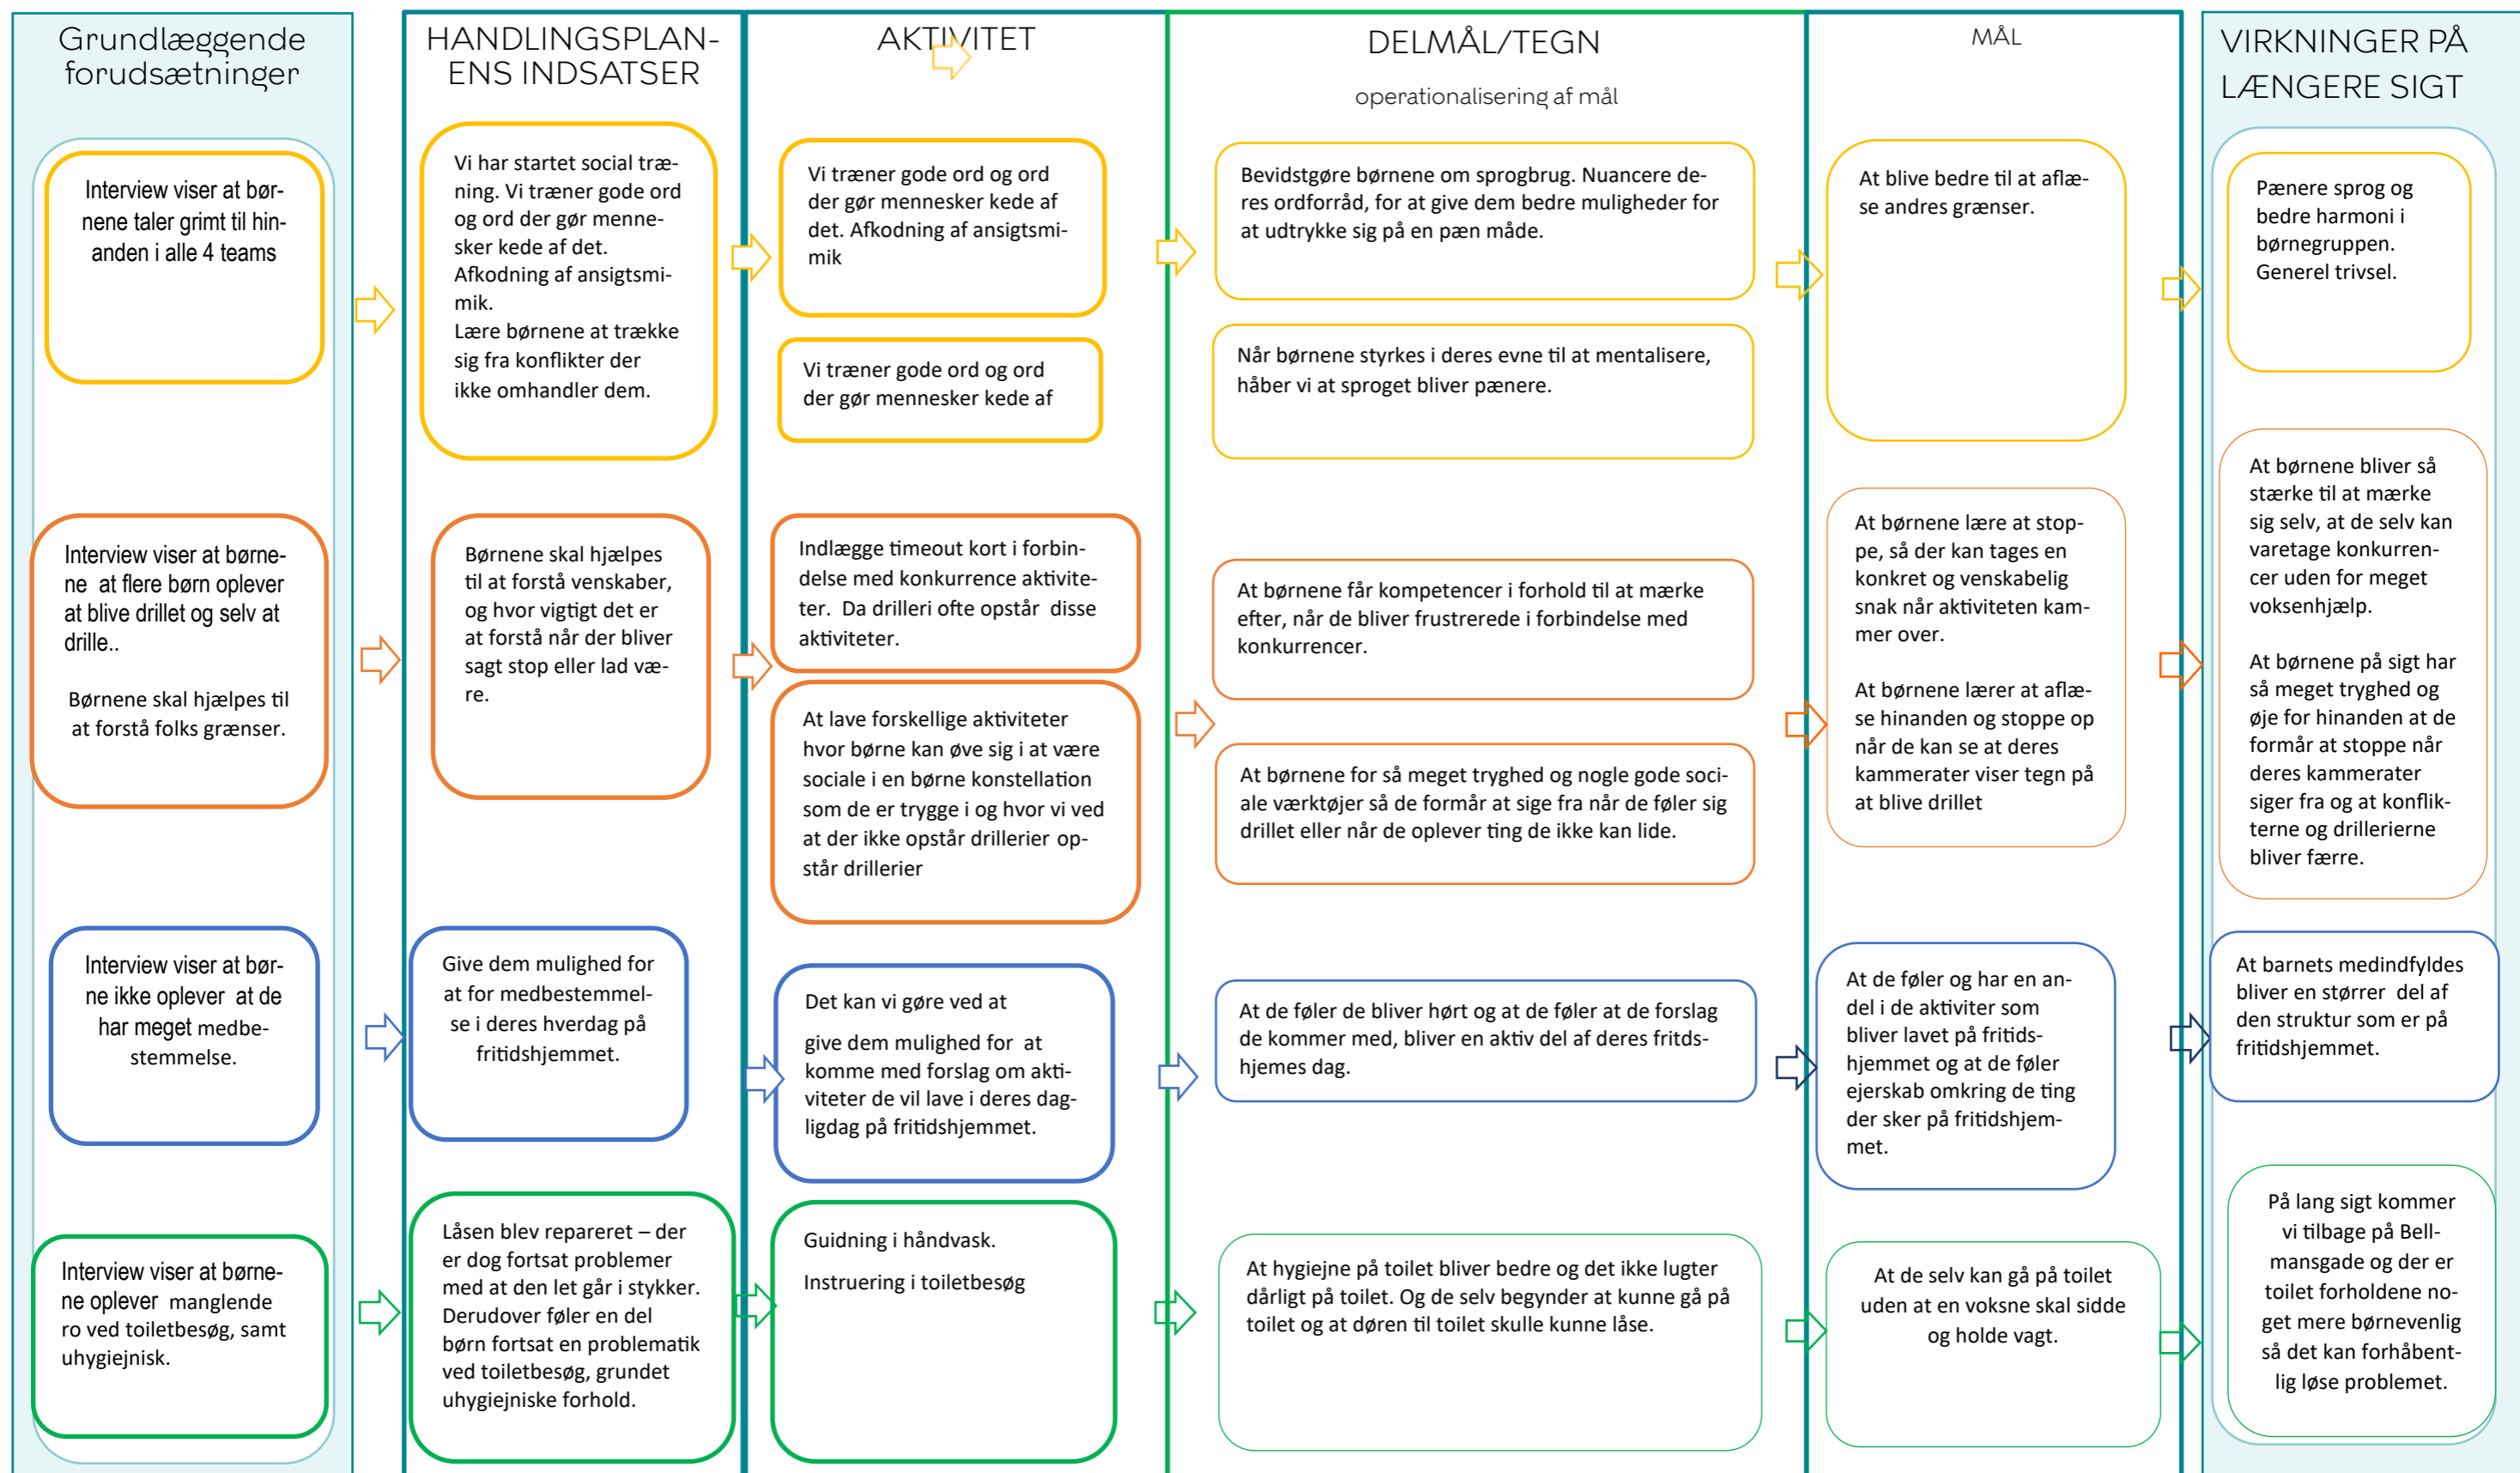 Grundlæggende
forudsætninger
HANDLINGSPLAN-
ENS INDSATSER
AKTIVITET
DELMÅL/TEGN
operationalisering af mål
MÅL
VIRKNINGER PÅ
LÆNGERE SIGT
Interview viser at bør-
nene taler grimt til hin-
anden i alle 4 teams
Vi har startet social træ-
ning. Vi træner gode ord
og ord der gør menne-
sker kede af det.
Afkodning af ansigtsmi-
mik.
Lære børnene at trække
sig fra konflikter der
ikke omhandler dem.
Vi træner gode ord og ord
der gør mennesker kede af
det. Afkodning af ansigtsmi-
mik
Vi træner gode ord og ord
der gør mennesker kede af
Bevidstgøre børnene om sprogbrug. Nuancere de-
res ordforråd, for at give dem bedre muligheder for
at udtrykke sig på en pæn måde.
Når børnene styrkes i deres evne til at mentalisere,
håber vi at sproget bliver pænere.
At blive bedre til at aflæ-
se andres grænser.
Pænere sprog og
bedre harmoni i
børnegruppen.
Generel trivsel.
Interview viser at børne-
ne  at flere børn oplever
at blive drillet og selv at
drille..
Børnene skal hjælpes til
at forstå folks grænser.
Børnene skal hjælpes
til at forstå venskaber,
og hvor vigtigt det er
at forstå når der bliver
sagt stop eller lad væ-
re.
Indlægge timeout kort i forbin-
delse med konkurrence aktivite-
ter.  Da drilleri ofte opstår  disse
aktiviteter.
At lave forskellige aktiviteter
hvor børne kan øve sig i at være
sociale i en børne konstellation
som de er trygge i og hvor vi ved
at der ikke opstår drillerier op-
står drillerier
At børnene får kompetencer i forhold til at mærke
efter, når de bliver frustrerede i forbindelse med
konkurrencer.
At børnene for så meget tryghed og nogle gode soci-
ale værktøjer så de formår at sige fra når de føler sig
drillet eller når de oplever ting de ikke kan lide.
At børnene lære at stop-
pe, så der kan tages en
konkret og venskabelig
snak når aktiviteten kam-
mer over.
At børnene lærer at aflæ-
se hinanden og stoppe op
når de kan se at deres
kammerater viser tegn på
at blive drillet
At børnene bliver så
stærke til at mærke
sig selv, at de selv kan
varetage konkurren-
cer uden for meget
voksenhjælp.
At børnene på sigt har
så meget tryghed og
øje for hinanden at de
formår at stoppe når
deres kammerater
siger fra og at konflik-
terne og drillerierne
bliver færre.
Interview viser at bør-
ne ikke oplever  at de
har meget medbe-
stemmelse.
Give dem mulighed for
at for medbestemmel-
se i deres hverdag på
fritidshjemmet.
Det kan vi gøre ved at
give dem mulighed for  at
komme med forslag om akti-
viteter de vil lave i deres dag-
ligdag på fritidshjemmet.
At de føler de bliver hørt og at de føler at de forslag
de kommer med, bliver en aktiv del af deres fritds-
hjemes dag.
At de føler og har en an-
del i de aktiviter som
bliver lavet på fritids-
hjemmet og at de føler
ejerskab omkring de ting
der sker på fritidshjem-
met.
At barnets medindfyldes
bliver en større r  del af
den struktur som er på
fritidshjemmet.
Interview viser at børne-
ne oplever  manglende
ro ved toiletbesøg, samt
uhygiejnisk.
Låsen blev repareret – der
er dog fortsat problemer
med at den let går i stykker.
Derudover føler en del
børn fortsat en problematik
ved toiletbesøg, grundet
uhygiejniske forhold.
Guidning i håndvask.
Instruering i toiletbesøg
At hygiejne på toilet bliver bedre og det ikke lugter
dårligt på toilet. Og de selv begynder at kunne gå på
toilet og at døren til toilet skulle kunne låse.
At de selv kan gå på toilet
uden at en voksne skal sidde
og holde vagt.
På lang sigt kommer
vi tilbage på Bell-
mansgade og der er
toilet forholdene no-
get mere børnevenlig
så det kan forhåbent-
lig løse problemet.